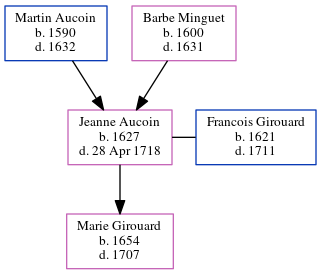 Martin Aucoin
b. 1590
d. 1632
Barbe Minguet
b. 1600
d. 1631
Jeanne Aucoin
b. 1627
d. 28 Apr 1718
Francois Girouard
b. 1621
d. 1711
Marie Girouard
b. 1654
d. 1707